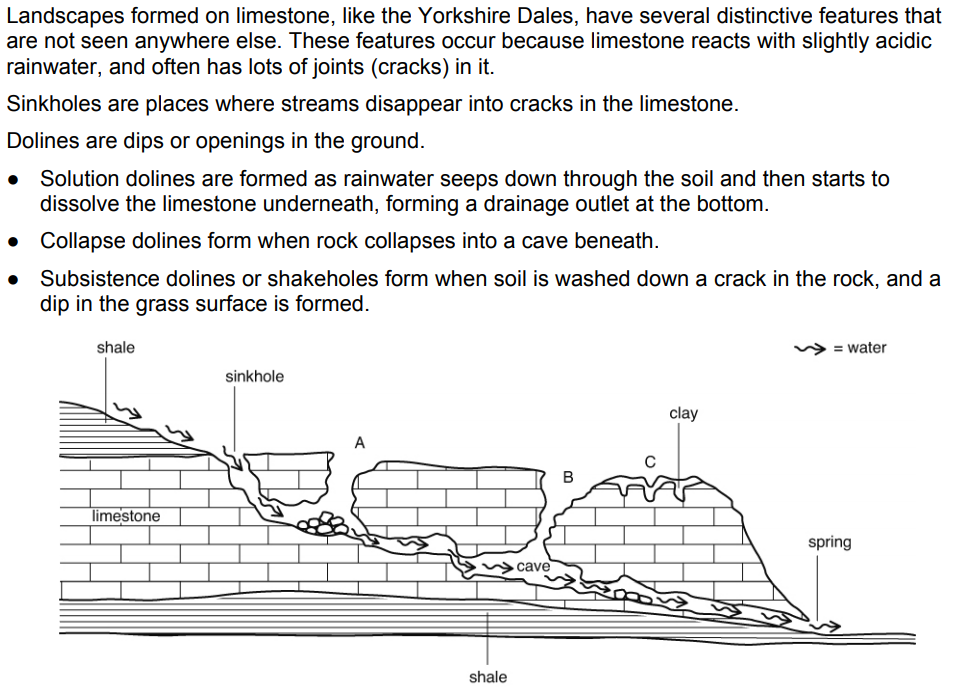 Landscapes formed on limestone, like the Yorkshire Dales, have several distinctive features that
are not seen anywhere else. These features occur because limestone reacts with slightly acidic
rainwater, and often has lots of joints (cracks) in it.
Sinkholes are places where streams disappear into cracks in the limestone.
Dolines are dips or openings in the ground.
● Solution dolines are formed as rainwater seeps down through the soil and then starts to
dissolve the limestone underneath, forming a drainage outlet at the bottom.
● Collapse dolines form when rock collapses into a cave beneath.
● Subsistence dolines or shakeholes form when soil is washed down a crack in the rock, and a
dip in the grass surface is formed.
shale
= water
sinkhole
clay
A
C
B
limestone
spring
cave
shale